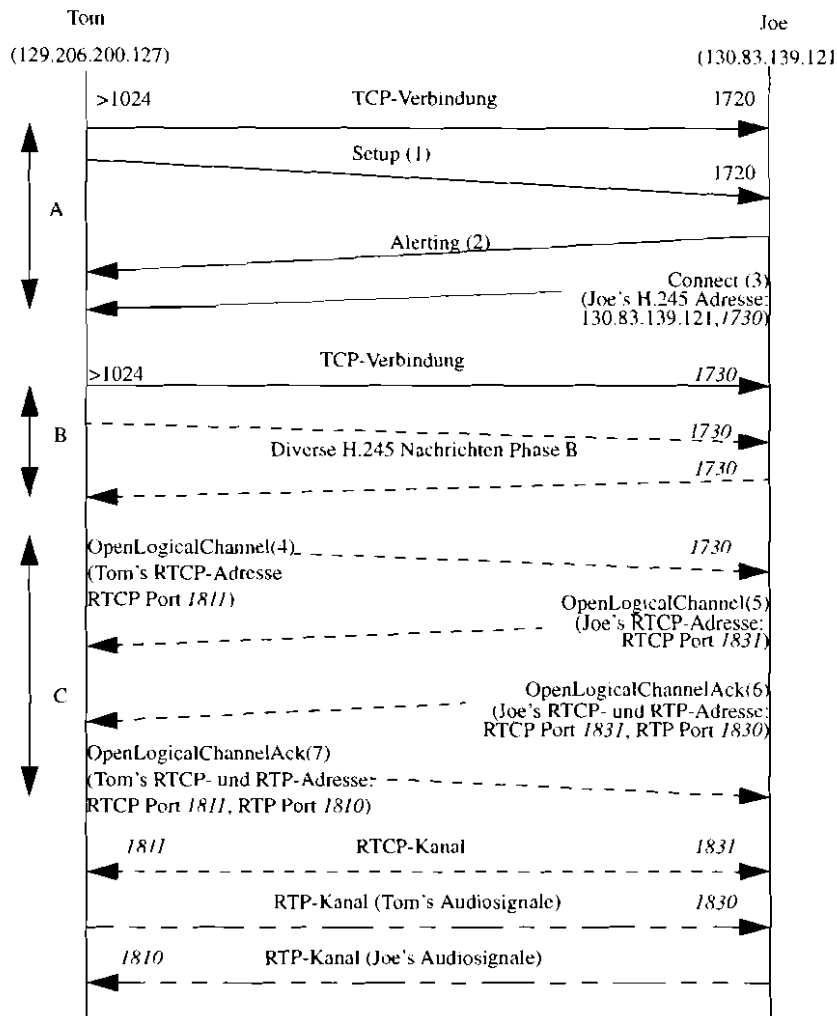 Tom
Joe
(129.206.200.127)
(130.83.139.121
>1024
TCP-Verbindung
1720
Setup (1)
1720
A
Alerting (2)
Connect (3)
(Joe's H.245 Adresse:
130.83.139.121,1730)
TCP-Verbindung
>1024
1730
B
1730
Diverse H.245 Nachrichten Phase B
1730
OpenLogicalChannel(4)
1730
(Tom's RTCP-Adresse
RTCP Port 1811)
OpenLogicalChannel(5)
(Joe's RTCP-Adresse:
RTCP Port 1831)
C
OpenLogicalChannelAck(6)
(Joe's RTCP- und RTP-Adresse:
RTCP Port 1831, RTP Port 1830)
OpenLogicalChannelAck(7)
(Tom's RTCP- und RTP-Adresse:
RTCP Port 1811, RTP Port 1810)
1811
RTCP-Kanal
1831
RTP-Kanal (Tom's Audiosignale)
1830
1810
RTP-Kanal (Joe's Audiosignale)